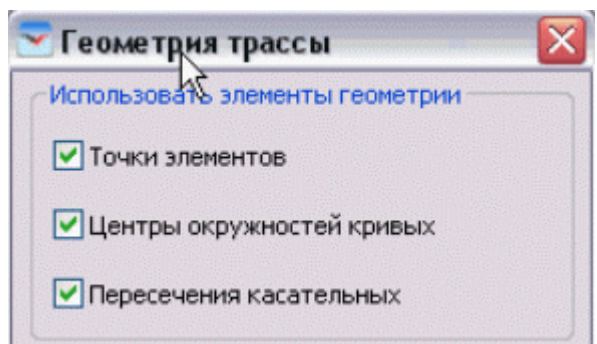 Геометрия трассы
Использовать элементы геометрии
Точки элементов
Центры окружностей кривых
Пересечения касательных